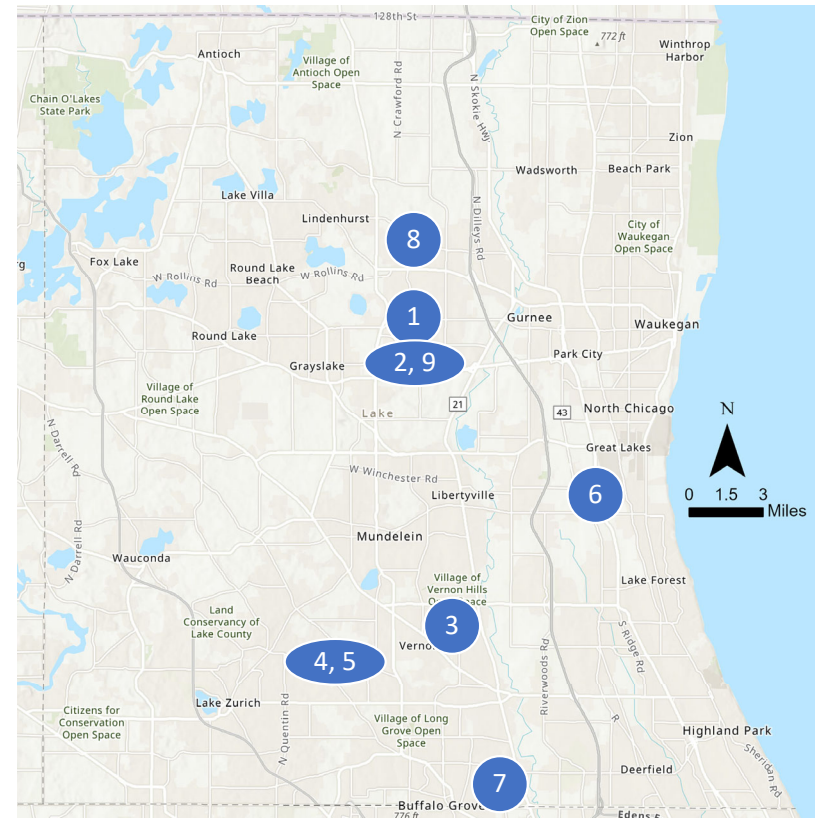 128th St
City of Zion
Open Space
772 ft
Winthrop
Harbor
Antioch
Village of
Antioch Open
Space
N Crawford Rd
N Skokie Hwy
Chain O'Lakes
State Park
Zion
Wadsworth
Beach Park
Lake Villa
N Dilleys Rd
Lindenhurst
8
City of
Waukegan
Open Space
rg
Fox Lake
W Rollins Rd
Round Lake
Beach
W Rollins Rd
1
Gurnee
Waukegan
Round Lake
Grayslake
2, 9
Park City
Village of
Round Lake
Open Space
Lake
21
43
North Chicago
N
N Darrell Rd
Great Lakes
W Winchester Rd
Libertyville
6
0 1.5 3
Miles
N Darrell Rd
Mundelein
Wauconda
Village of
Vernon Hills
Lake Forest
Land
Conservancy of
Lake County
3
S Ridge Rd
Verno
4, 5
Riverwoods Rd
Lake Zurich
N Quentin Rd
Citizens for
Conservation
Open Space
Village of Long
Grove Open
Space
R
Highland Park
Sheridan Rd
7
Deerfield
Buffalo Grove
776 ft
Edens E